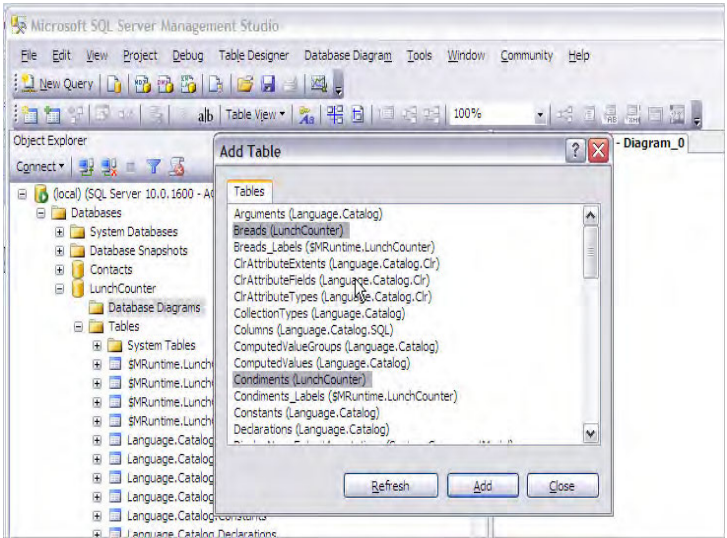 Microsoft SQL Server Management Studio
File Edit View Project Debug Table Designer Database Diagram Tools Window Community Help
New Query
alb Table View 100%
Object Explorer
Connect
(local) (SQL Server 10.0.1600 - A
Databases
System Databases
Database Snapshots
Contacts
LunchCounter
Database Diagrams
Tables
System Tables
$MRuntime.Lunch
$MRuntime.Lunch
$MRuntime.Lunch
$MRuntime.Lunch
Language.Catalog
Language.Catalog
Language.Catalog
Language.Catalog.Constants
Language.Catalog.Declarations
- Diagram_0
Add Table
Tables
Arguments (Language.Catalog)
Breads (LunchCounter)
Breads_Labels ($MRuntime.LunchCounter)
ClrAttributeExtents (Language.Catalog.Clr)
ClrAttributeFields (Language.Catalog.Clr)
ClrAttributeTypes (Language.Catalog.Clr)
CollectionTypes (Language.Catalog)
Columns (Language.Catalog.SQL)
ComputedValueGroups (Language.Catalog)
ComputedValues (Language.Catalog)
Condiments (LunchCounter)
Condiments_Labels ($MRuntime.LunchCounter)
Constants (Language.Catalog)
Declarations (Language.Catalog)
Refresh Add Close